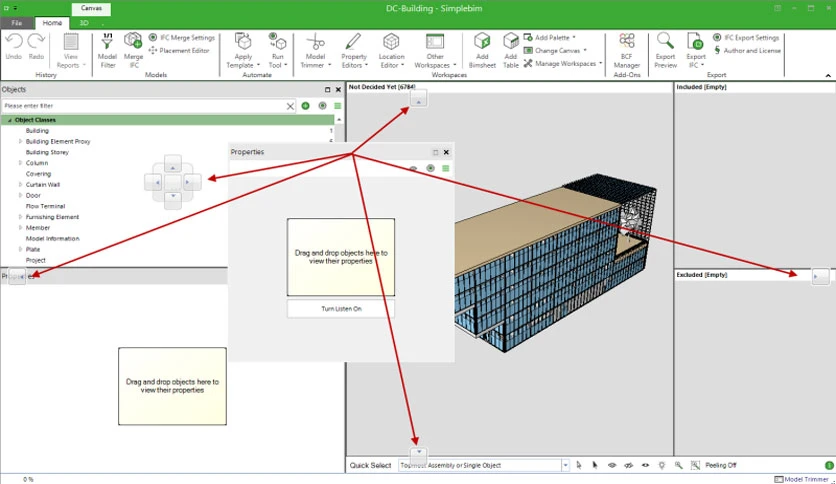 Canvas
DC-Building - Simplebim
File
Home
3D
Undo
Redo
View
Reports
History
Model
Filter
Merge
IFC
IFC Merge Settings
Placement Editor
Models
Apply
Template
Run
Tool
Automate
Model
Trimmer
Property
Editors
Location
Editor
Other
Workspaces
Add
Bimsheet
Add
Table
Add Palette
Change Canvas
Manage Workspaces
Workspaces
BCF
Manager
Add-Ons
Export
Preview
Export
IFC
IFC Export Settings
Author and License
Export
Objects
Please enter filter
Object Classes
Building
1
Building Element Proxy
Building Storey
Column
Covering
Curtain Wall
Door
Flow Terminal
Furnishing Element
Member
Model Information
Plate
Project
Properties
Drag and drop objects here to
view their properties
Properties
Drag and drop objects here to
view their properties
Turn Listen On
Not Decided Yet [6784]
Included [Empty]
Excluded [Empty]
Quick Select
Topmost Assembly or Single Object
Peeling Off
0 %
Model Trimmer